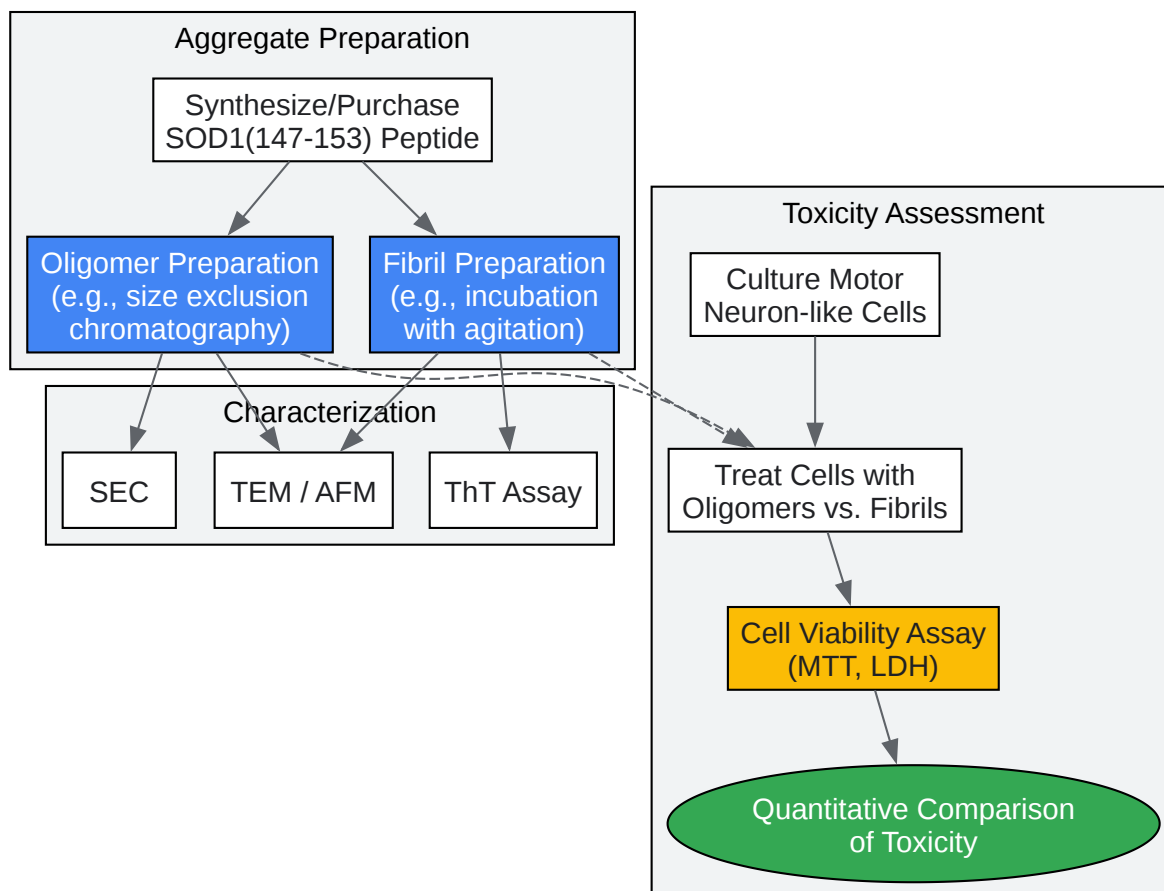 Aggregate Preparation
Synthesize/Purchase
SOD1(147-153) Peptide
Oligomer Preparation
(e.g., size exclusion
chromatography)
Fibril Preparation
(e.g., incubation
with agitation)
Characterization
SEC
TEM / AFM
ThT Assay
Toxicity Assessment
Culture Motor
Neuron-like Cells
Treat Cells with
Oligomers vs. Fibrils
Cell Viability Assay
(MTT, LDH)
Quantitative Comparison
of Toxicity